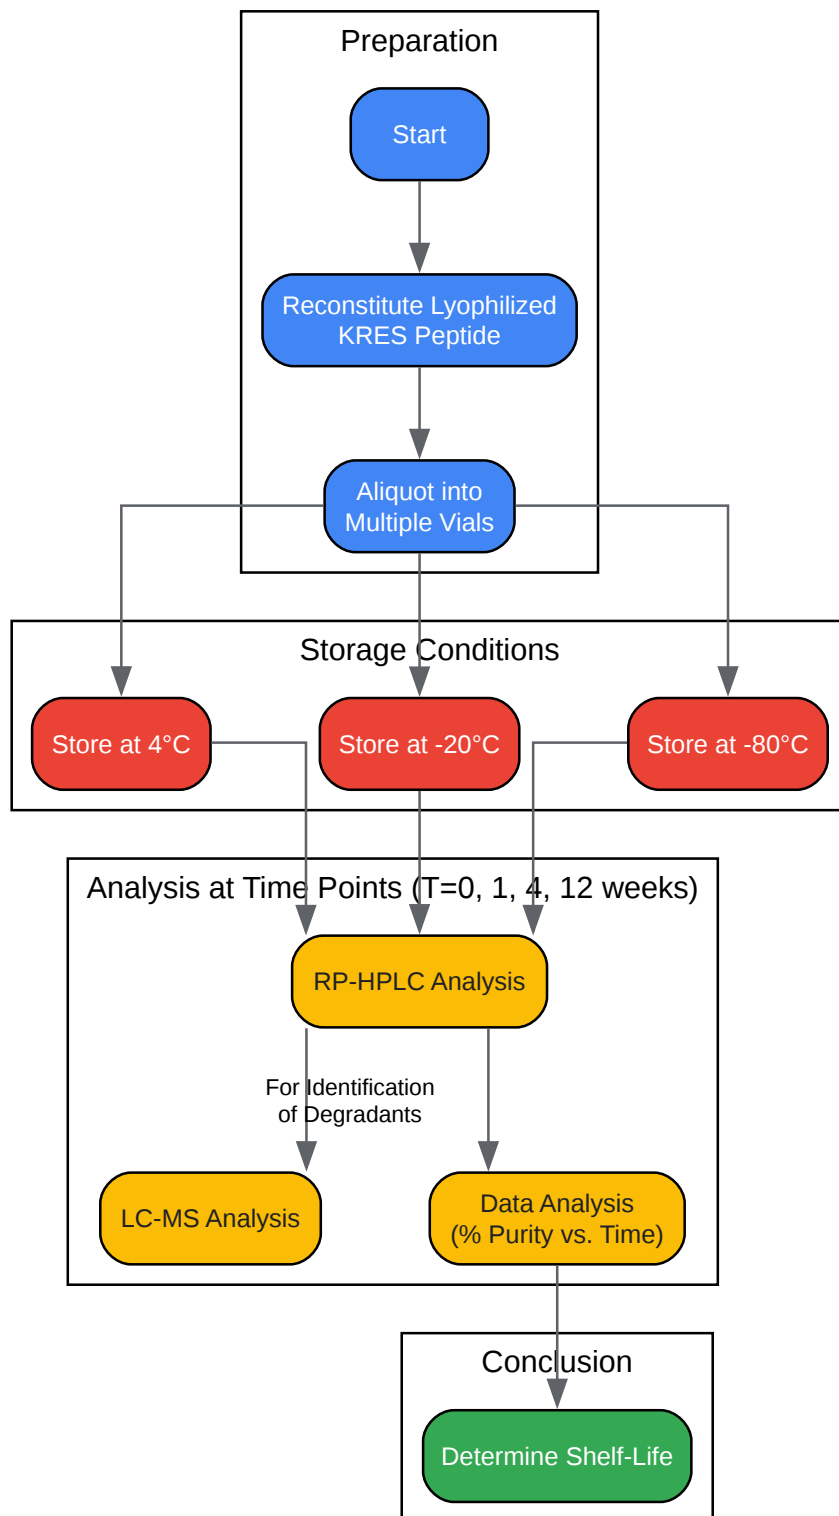 Preparation
Start
Reconstitute Lyophilized
KRES Peptide
Aliquot into
Multiple Vials
Storage Conditions
Store at 4°C
Store at -20°C
Store at -80°C
Analysis at Time Points (T=0, 1, 4, 12 weeks)
RP-HPLC Analysis
For Identification
of Degradants
LC-MS Analysis
Data Analysis
(% Purity vs. Time)
Conclusion
Determine Shelf-Life